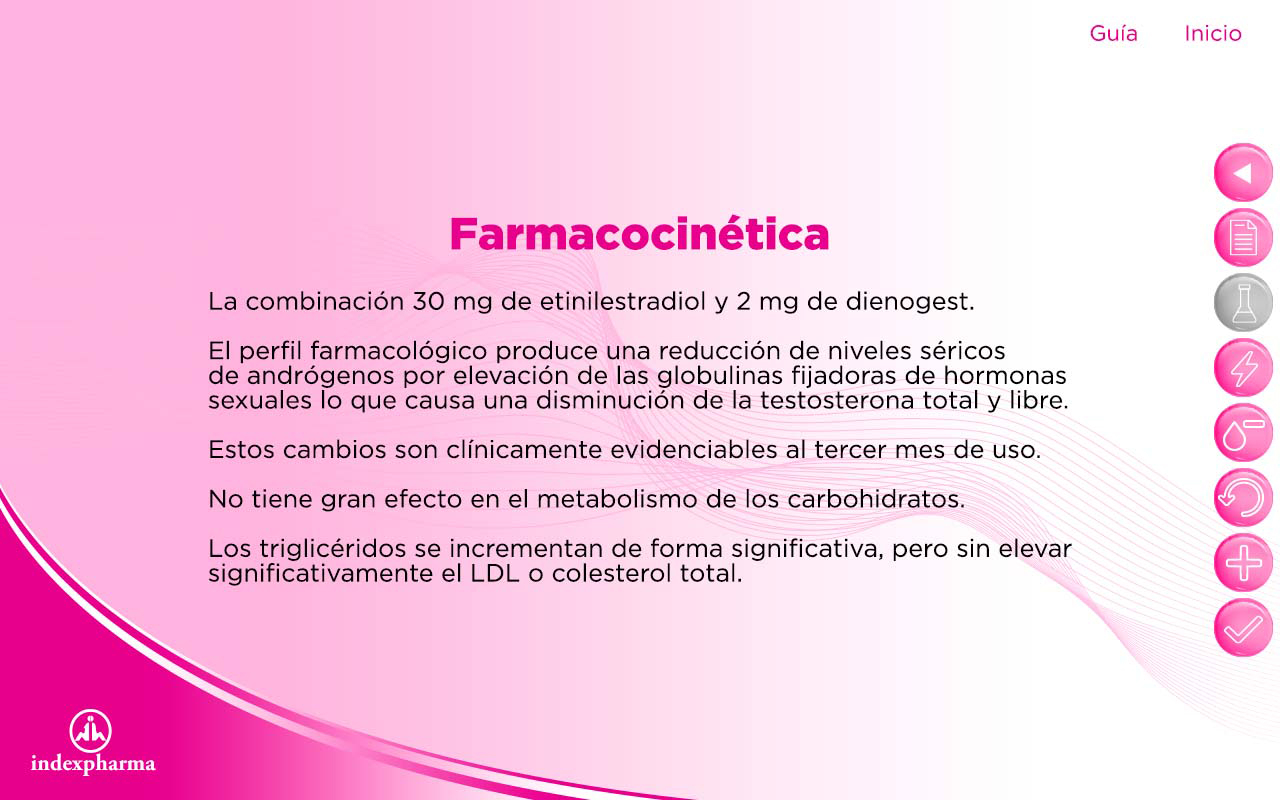 Guía Inicio
Farmacocinética
La combinación 30 mg de etinilestradiol y 2 mg de dienogest.
El perfil farmacológico produce una reducción de niveles séricos
de andrógenos por elevación de las globulinas fijadoras de hormonas
sexuales lo que causa una disminución de la testosterona total y libre.
Estos cambios son clínicamente evidenciables al tercer mes de uso.
No tiene gran efecto en el metabolismo de los carbohidratos.
Los triglicéridos se incrementan de forma significativa, pero sin elevar
significativamente el LDL o colesterol total.
indexpharma